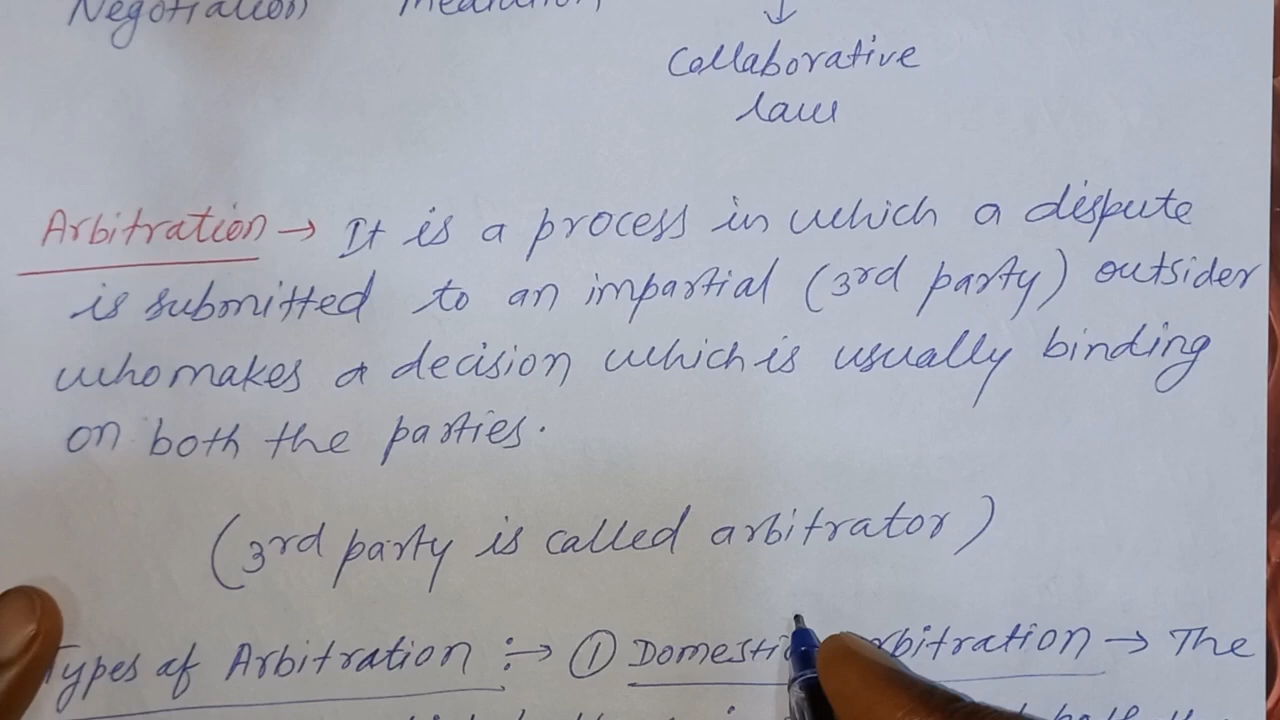 Negotiation Mediation
↓
Collaborative
law
Arbitration → It is a process in which a dispute
is submitted to an impartial (3rd party) outsider
who makes a decision which is usually binding
on both the parties.
(3rd party is called arbitrator)
Types of Arbitration :→ ① Domestic Arbitration → The